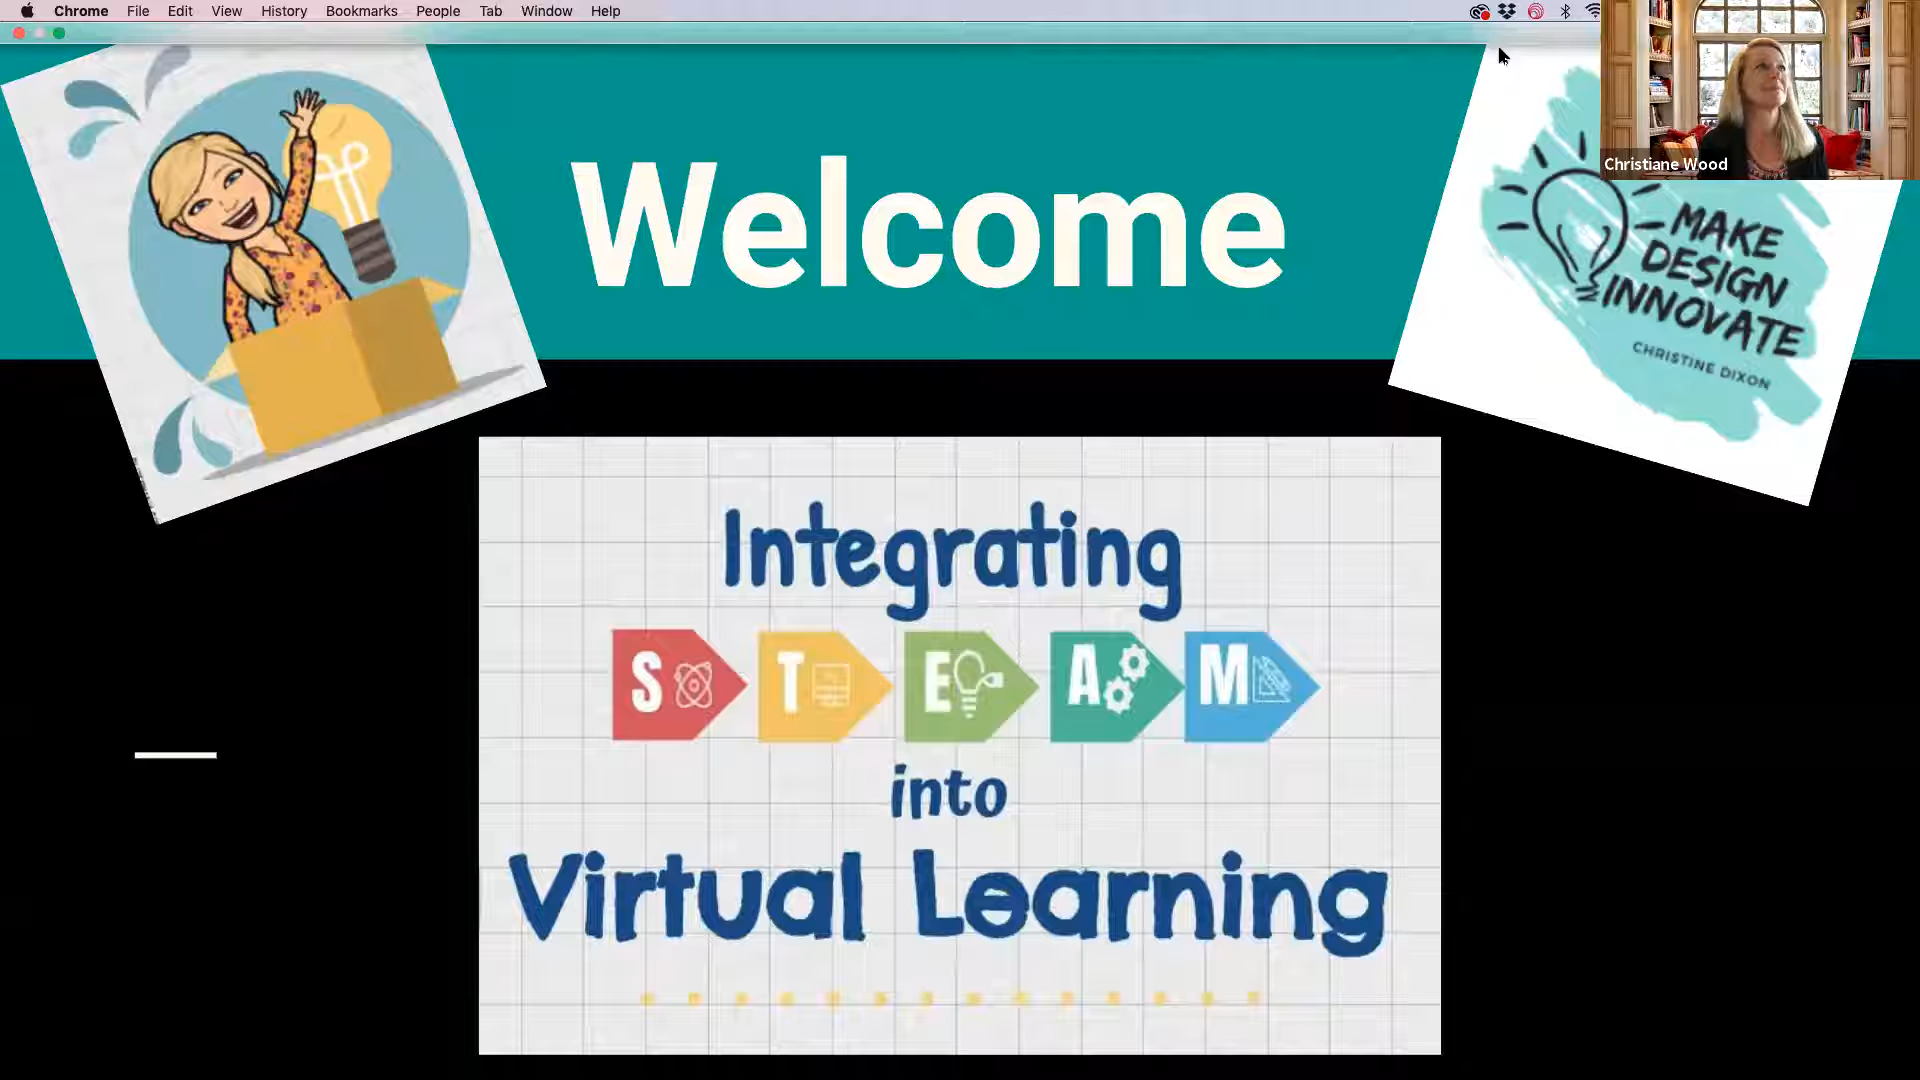 Chrome File Edit View History Bookmarks People Tab Window Help
Christiane Wood
Welcome
MAKE
DESIGN
INNOVATE
CHRISTINE DIXON
Integrating
S T E A M
into
Virtual Learning